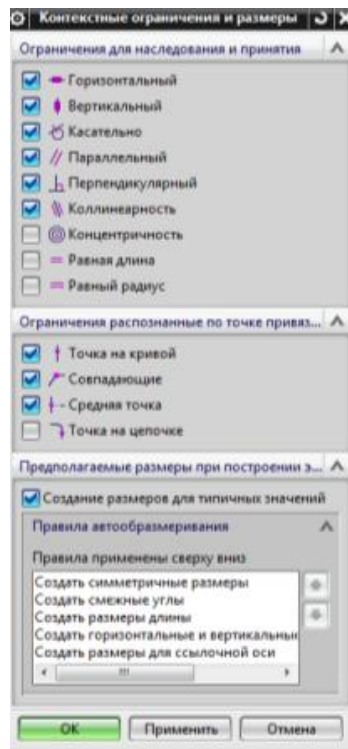 Контекстные ограничения и размеры
Ограничения для наследования и принятия
Горизонтальный
Вертикальный
Касательно
Параллельный
Перпендикулярный
Коллинеарность
Концентричность
Равная длина
Равный радиус
Ограничения распознанные по точке привяз...
Точка на кривой
Совпадающие
Средняя точка
Точка на цепочке
Предполагаемые размеры при построении э...
Создание размеров для типичных значений
Правила автообразмеривания
Правила применены сверху вниз
Создать симметричные размеры
Создать смежные углы
Создать размеры длины
Создать горизонтальные и вертикальные
Создать размеры для ссылочной оси
ОК Применить Отмена